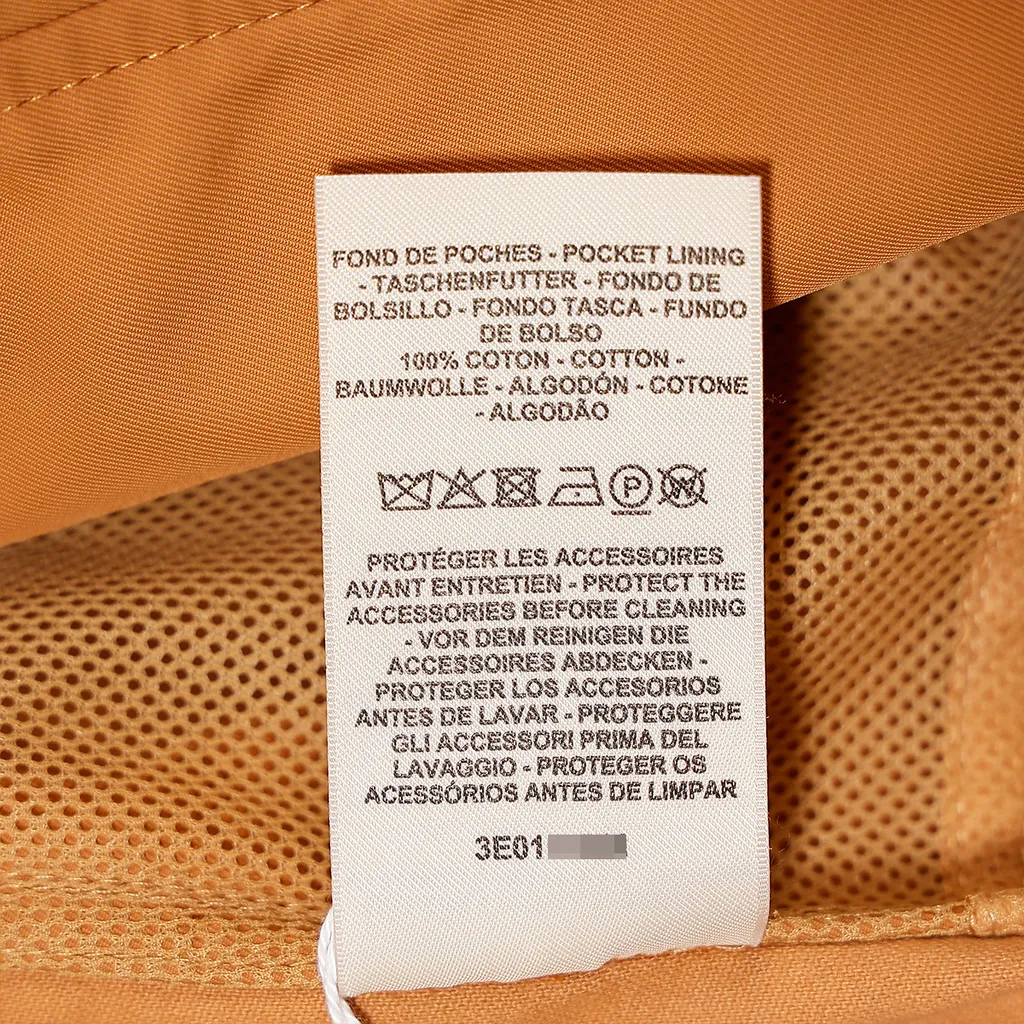 FOND DE POCHES - POCKET LINING
- TASCHENFUTTER - FONDO DE
BOLSILLO - FONDO TASCA - FUNDO
DE BOLSO
100% COTON - COTTON -
BAUMWOLLE - ALGODÓN - COTONE
- ALGODÃO
P W
PROTÉGER LES ACCESSOIRES
AVANT ENTRETIEN - PROTECT THE
ACCESSORIES BEFORE CLEANING
- VOR DEM REINIGEN DIE
ACCESSOIRES ABDECKEN -
PROTEGER LOS ACCESORIOS
ANTES DE LAVAR - PROTEGGERE
GLI ACCESSORI PRIMA DEL
LAVAGGIO - PROTEGER OS
ACESSÓRIOS ANTES DE LIMPAR
3E01